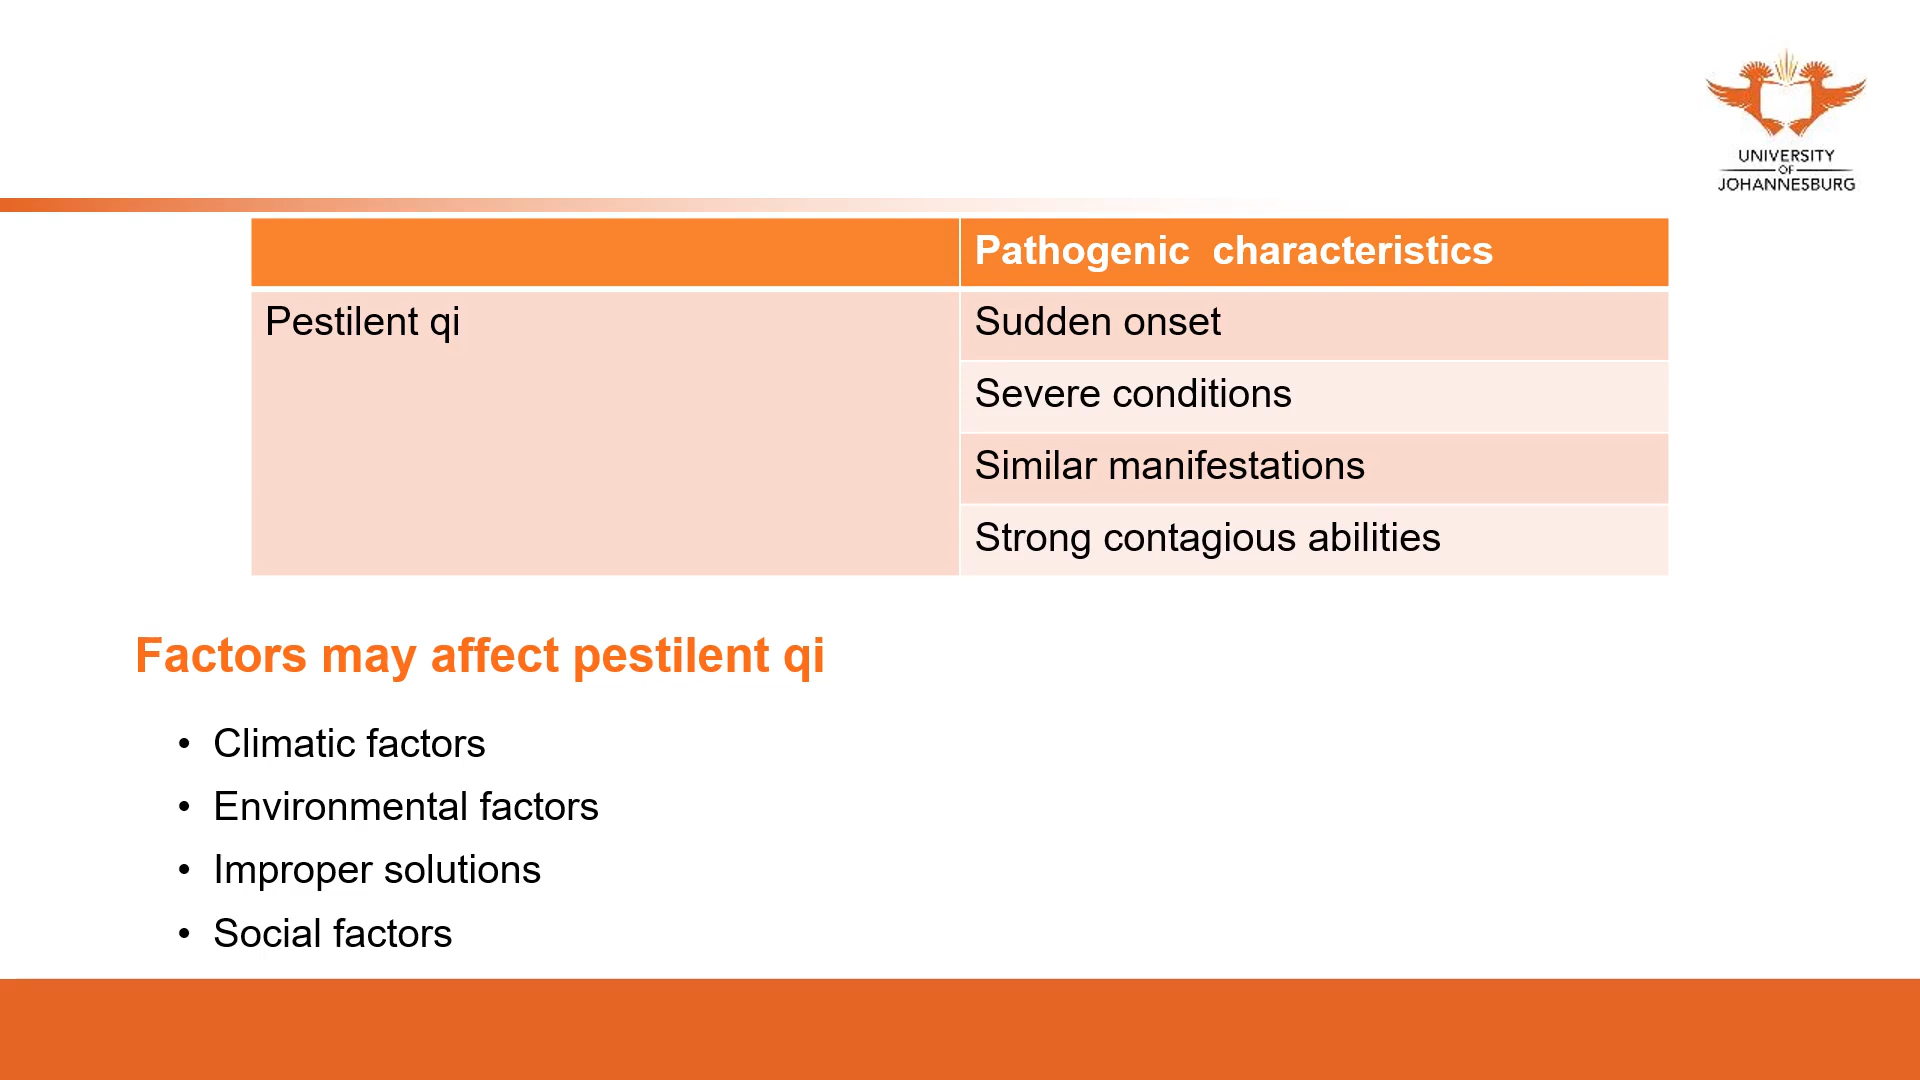 UNIVERSITY
OF
JOHANNESBURG
Pathogenic characteristics
Pestilent qi
Sudden onset
Severe conditions
Similar manifestations
Strong contagious abilities
Factors may affect pestilent qi
• Climatic factors
• Environmental factors
• Improper solutions
• Social factors